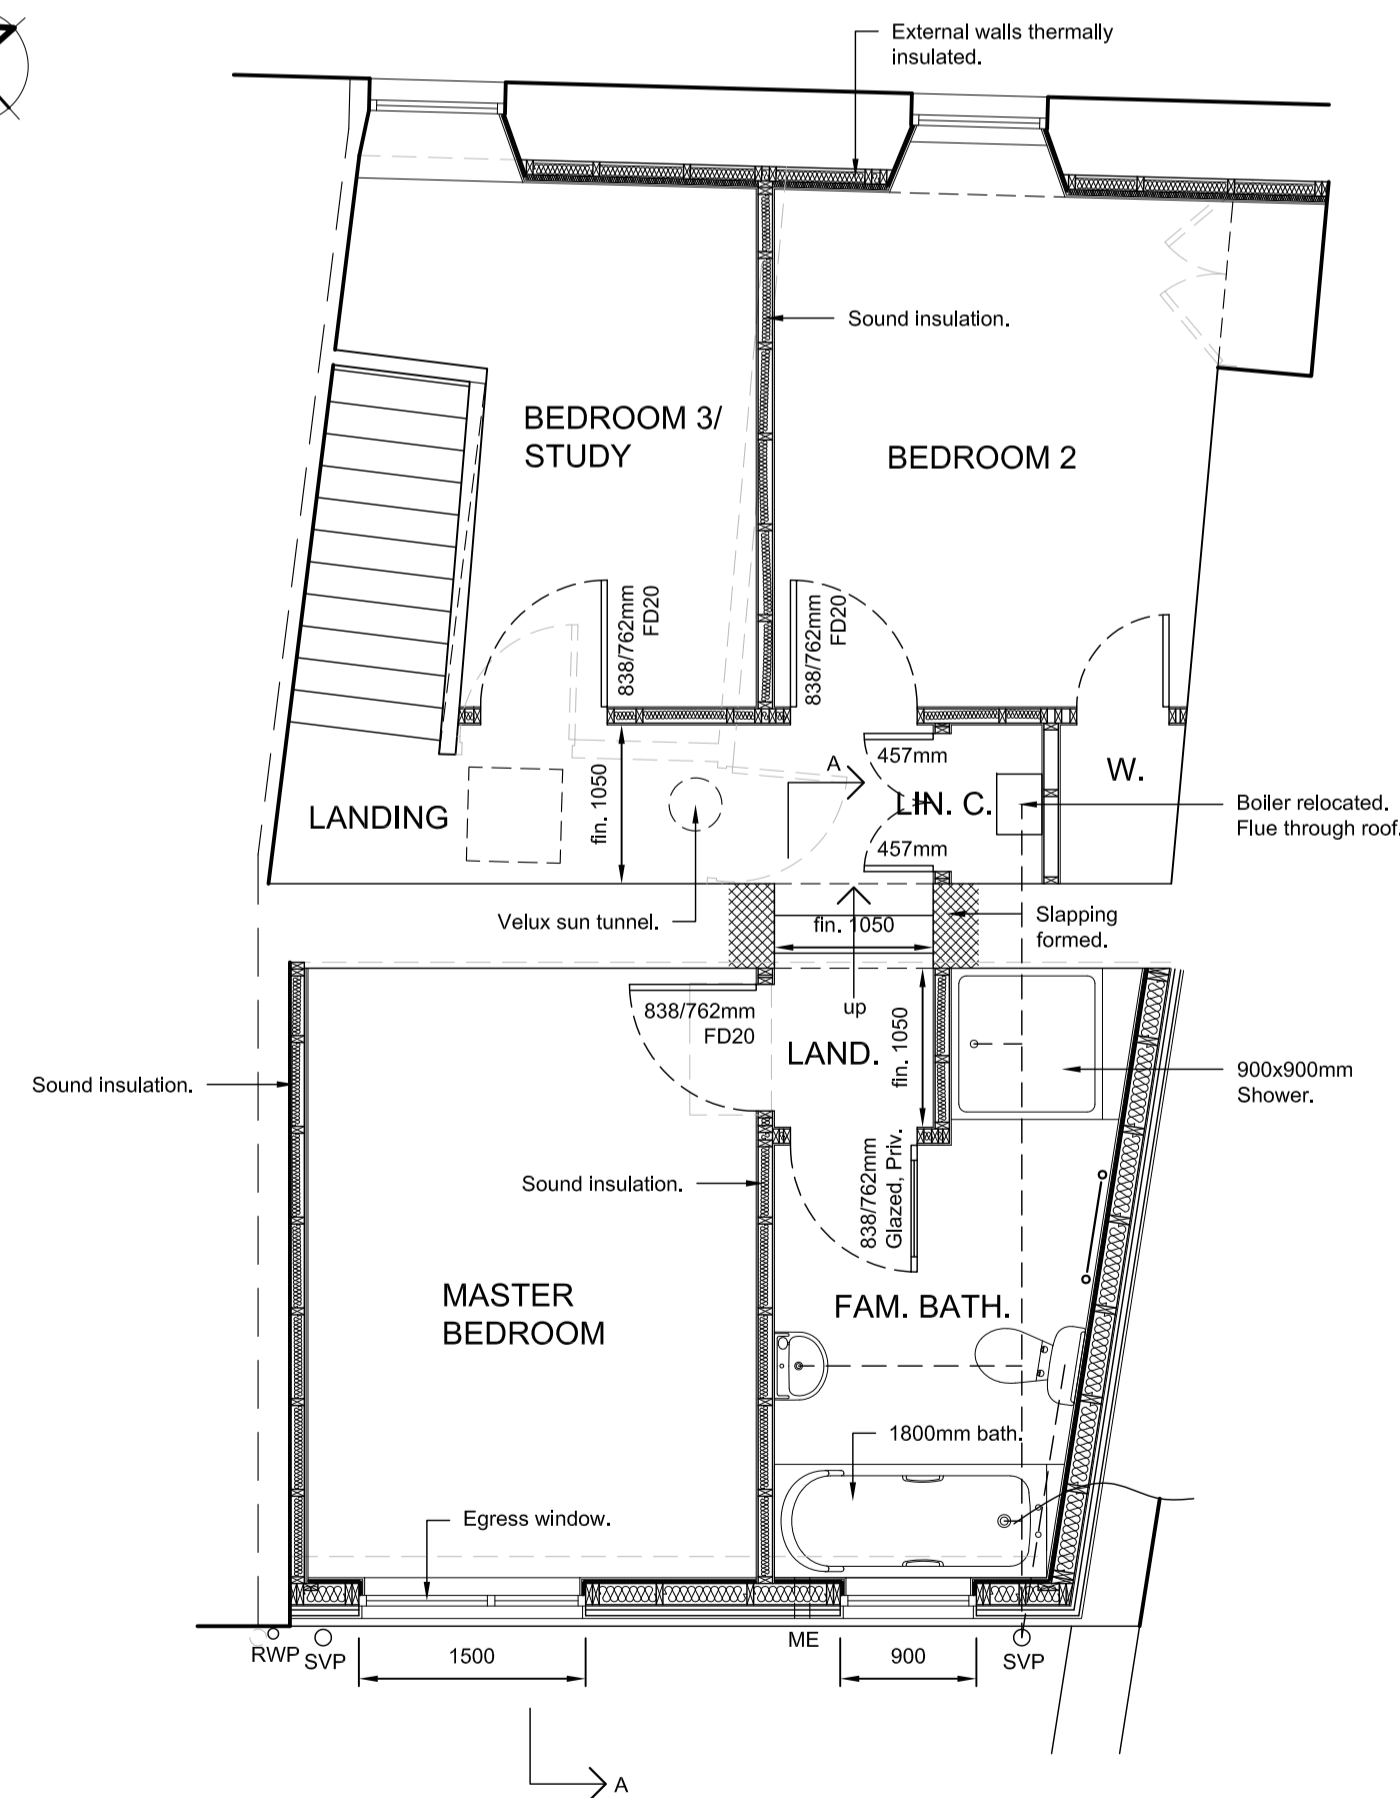 External walls thermally
insulated.
Sound insulation.
BEDROOM 3/
STUDY
BEDROOM 2
838/762mm
FD20
838/762mm
FD20
457mm
A
LIN. C.
W.
fin. 1050
LANDING
457mm
Boiler relocated.
Flue through roof.
Velux sun tunnel.
fin. 1050
Slapping
formed.
up
838/762mm
FD20
LAND.
fin. 1050
Sound insulation.
900x900mm
Shower.
838/762mm
Glazed, Priv.
Sound insulation.
MASTER
BEDROOM
FAM. BATH.
1800mm bath.
Egress window.
RWP
SVP
1500
ME
900
SVP
A